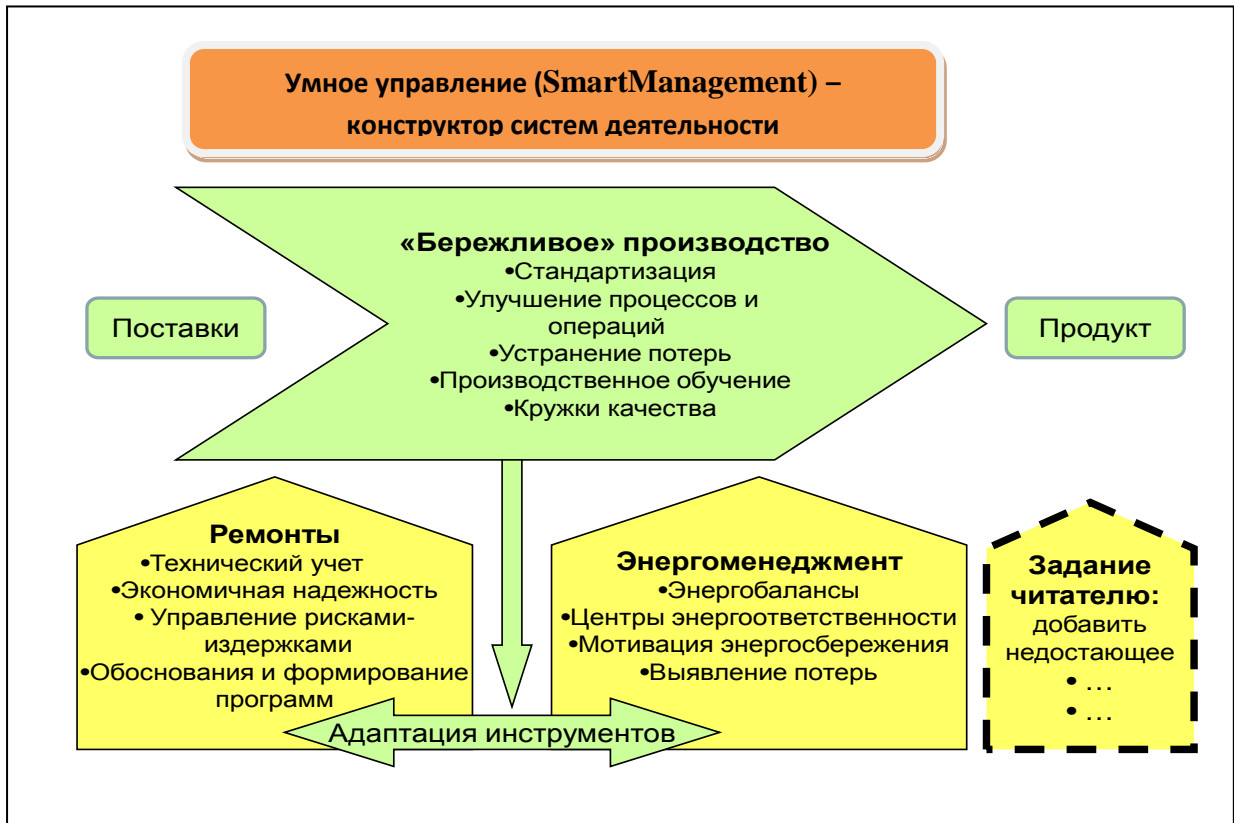 Умное управление (SmartManagement) –
конструктор систем деятельности
«Бережливое» производство
•Стандартизация
•Улучшение процессов и
операций
•Устранение потерь
•Производственное обучение
•Кружки качества
Поставки
Продукт
Ремонты
•Технический учет
•Экономичная надежность
• Управление рисками-
издержками
•Обоснования и формирование
программ
Энергоменеджмент
•Энергобалансы
•Центры энергоответственности
•Мотивация энергосбережения
•Выявление потерь
Задание
читателю:
добавить
недостающее
• …
• …
Адаптация инструментов